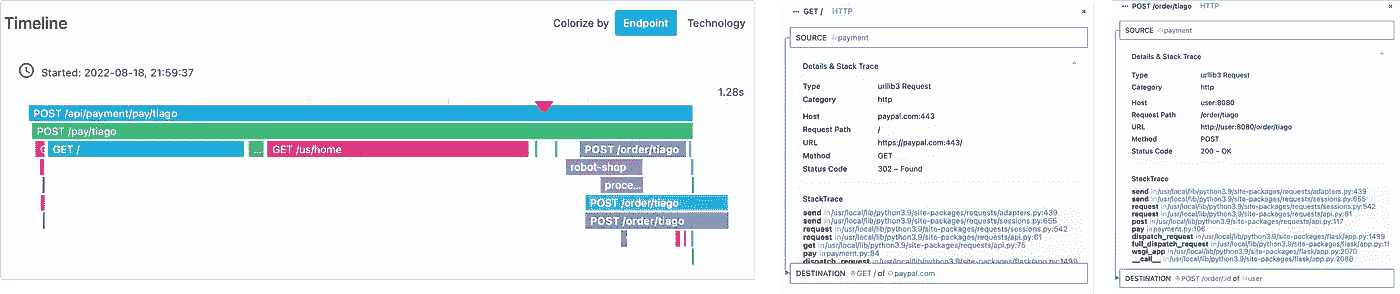 Timeline
Colorize by
Endpoint
Technology
Started: 2022-08-18, 21:59:37
1.28s
POST /api/payment/pay/tiago
POST /pay/tiago
GET /
...
GET /us/home
POST /order/tiago
robot-shop
proce...
POST /order/tiago
POST /order/tiago
GET / HTTP
SOURCE payment
Details & Stack Trace
Type urllib3 Request
Category http
Host paypal.com:443
Request Path /
URL https://paypal.com:443/
Method GET
Status Code 302 – Found
StackTrace
send in/usr/local/lib/python3.9/site-packages/requests/adapters.py:439
send in/usr/local/lib/python3.9/site-packages/requests/sessions.py:655
request in/usr/local/lib/python3.9/site-packages/requests/sessions.py:542
request in/usr/local/lib/python3.9/site-packages/requests/api.py:61
get in/usr/local/lib/python3.9/site-packages/requests/api.py:75
pay in payment.py:84
dispatch_request in/usr/local/lib/python3.9/site-packages/flask/app.py:1499
DESTINATION GET / of paypal.com
POST /order/tiago HTTP
SOURCE payment
Details & Stack Trace
Type urllib3 Request
Category http
Host user:8080
Request Path /order/tiago
URL http://user:8080/order/tiago
Method POST
Status Code 200 – OK
StackTrace
send in/usr/local/lib/python3.9/site-packages/requests/adapters.py:439
send in/usr/local/lib/python3.9/site-packages/requests/sessions.py:655
request in/usr/local/lib/python3.9/site-packages/requests/sessions.py:542
request in/usr/local/lib/python3.9/site-packages/requests/api.py:61
post in/usr/local/lib/python3.9/site-packages/requests/api.py:117
pay in payment.py:106
dispatch_request in/usr/local/lib/python3.9/site-packages/flask/app.py:1499
full_dispatch_request in/usr/local/lib/python3.9/site-packages/flask/app.py:15
wsgi_app in/usr/local/lib/python3.9/site-packages/flask/app.py:2070
__call__ in/usr/local/lib/python3.9/site-packages/flask/app.py:2088
DESTINATION POST /order/:id of user